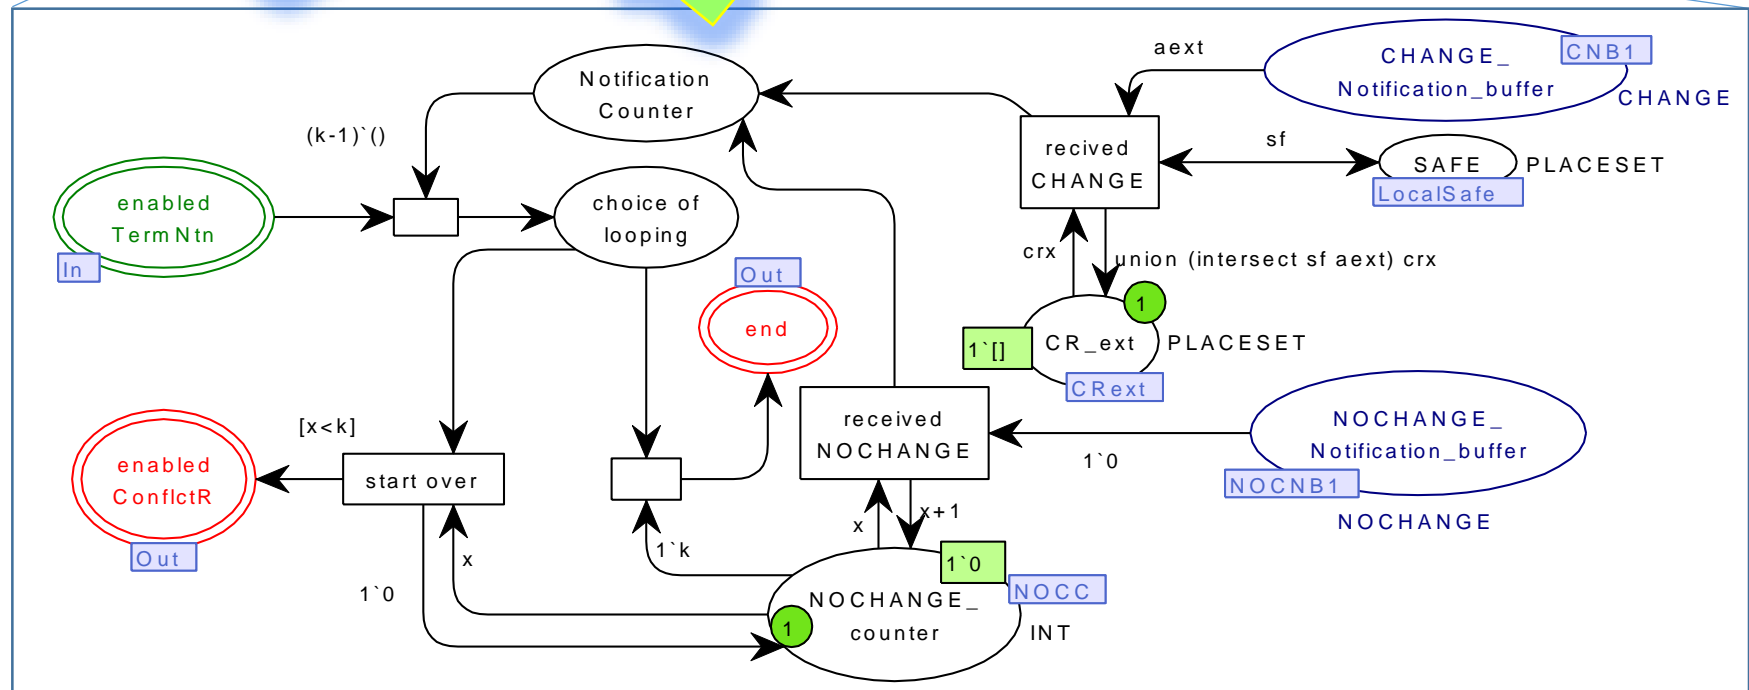 aext
CHANGE_
CNB1
Notification_buffer
CHANGE
Notification
Counter
(k-1)`()
recived
CHANGE
sf
SAFE
PLACESET
LocalSafe
enabled
TermNtn
In
choice of
looping
crx
union (intersect sf aext) crx
Out
end
1
1`[]
CR_ext
PLACESET
CRext
[x<k]
enabled
ConflctR
Out
start over
received
NOCHANGE
1`0
NOCHANGE_
Notification_buffer
NOCNB1
NOCHANGE
x
x+1
1`k
x
1`0
1`0
NOCC
NOCHANGE_
counter
1
INT